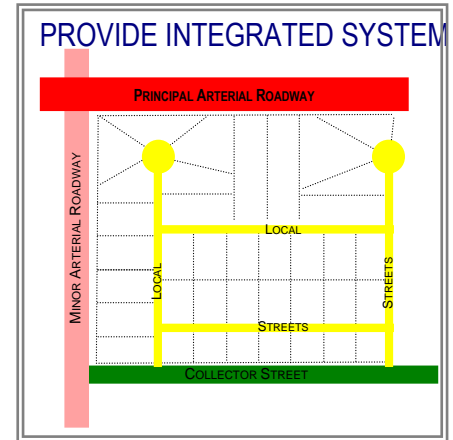 PROVIDE INTEGRATED SYSTEM
PRINCIPAL ARTERIAL ROADWAY
MINOR ARTERIAL ROADWAY
LOCAL
LOCAL
STREETS
STREETS
COLLECTOR STREET